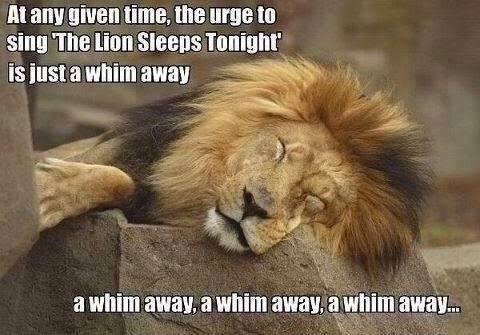 At any given time, the urge to
sing 'The Lion Sleeps Tonight'
is just a whim away
a whim away, a whim away, a whim away...